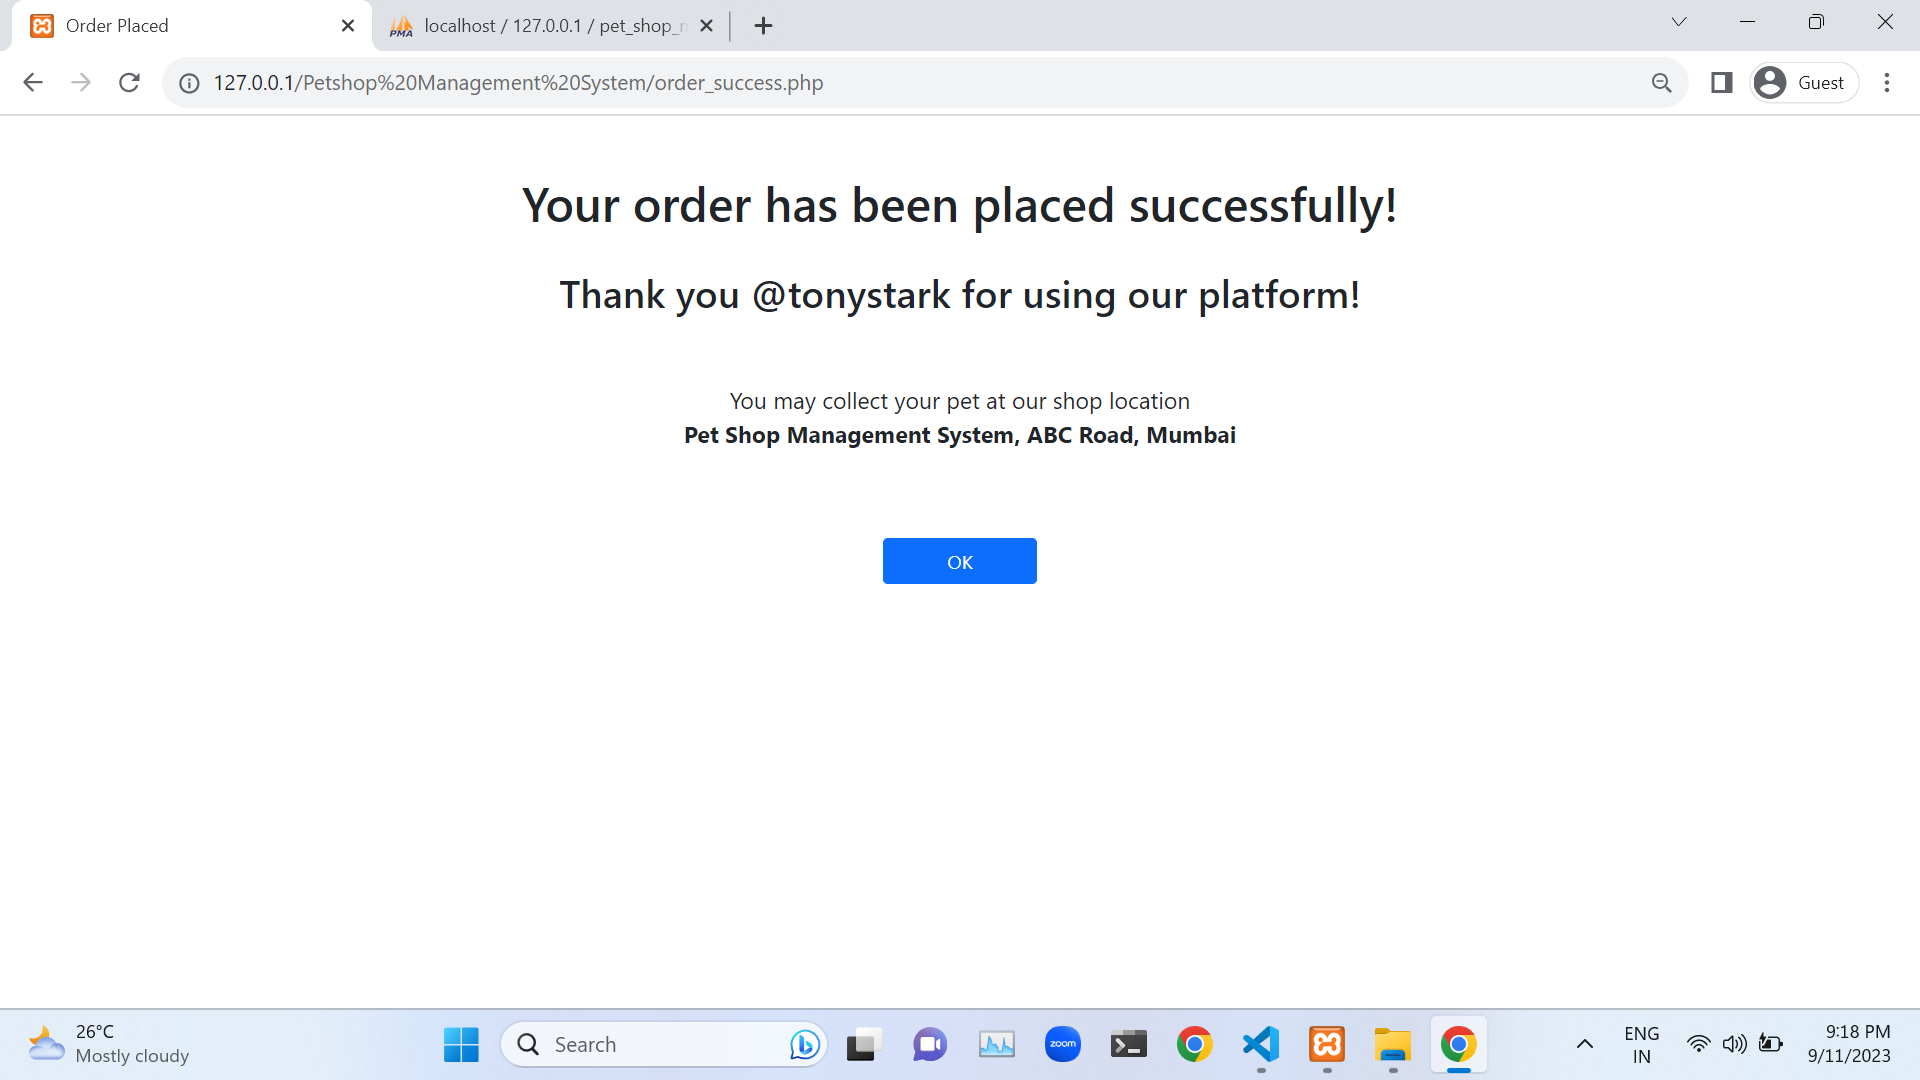 Order Placed
localhost / 127.0.0.1 / pet_shop_
127.0.0.1/Petshop%20Management%20System/order_success.php
Guest
Your order has been placed successfully!
Thank you @tonystark for using our platform!
You may collect your pet at our shop location
Pet Shop Management System, ABC Road, Mumbai
OK
26°C
Mostly cloudy
Search
zoom
ENG
IN
9:18 PM
9/11/2023
PMA